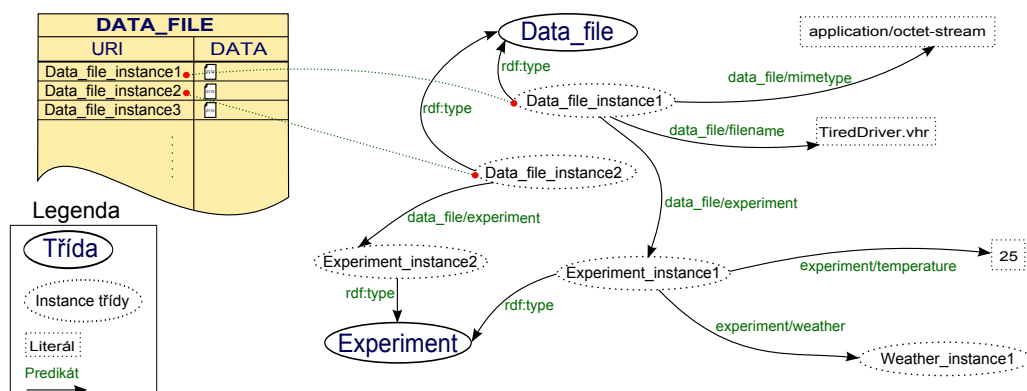 DATA_FILE
URI DATA
Data_file_instance1
Data_file_instance2
Data_file_instance3
Data_file
application/octet-stream
rdf:type
data_file/mimetype
rdf:type
Data_file_instance1
data_file/filename
TiredDriver.vhr
Data_file_instance2
data_file/experiment
data_file/experiment
Experiment_instance2
Experiment_instance1
experiment/temperature
25
rdf:type
rdf:type
experiment/weather
Experiment
Weather_instance1
Legenda
Třída
Instance třídy
Literál
Predikát